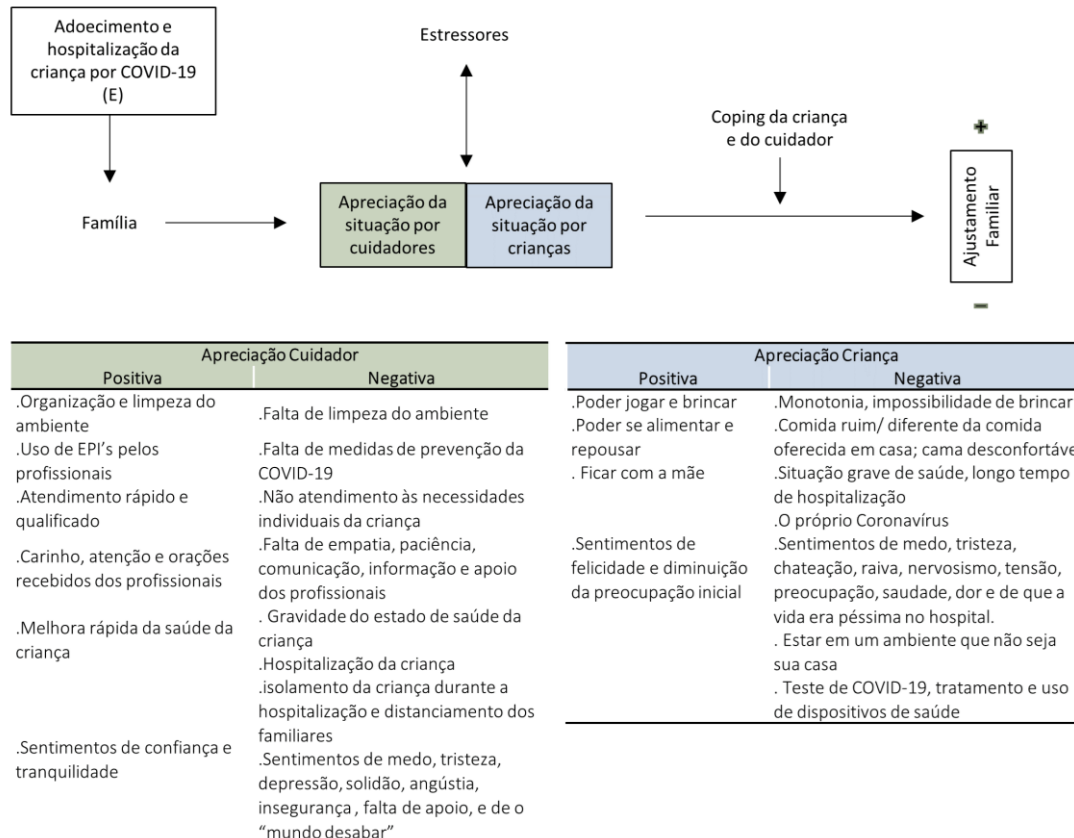 Adoecimento e
hospitalização da
criança por COVID-19
(E)
Estressores
Coping da criança
e do cuidador
+
Família
Apreciação da
situação por
cuidadores
Apreciação da
situação por
crianças
Ajustamento
Familiar
–
Apreciação Cuidador
Positiva
Negativa
.Organização e limpeza do
ambiente
.Falta de limpeza do ambiente
.Uso de EPI’s pelos
profissionais
.Falta de medidas de prevenção da
COVID-19
.Atendimento rápido e
qualificado
.Não atendimento às necessidades
individuais da criança
.Carinho, atenção e orações
recebidos dos profissionais
.Falta de empatia, paciência,
comunicação, informação e apoio
dos profissionais
.Melhora rápida da saúde da
criança
. Gravidade do estado de saúde da
criança
.Hospitalização da criança
.isolamento da criança durante a
hospitalização e distanciamento dos
familiares
.Sentimentos de confiança e
tranquilidade
.Sentimentos de medo, tristeza,
depressão, solidão, angústia,
insegurança , falta de apoio, e de o
“mundo desabar”
Apreciação Criança
Positiva
Negativa
.Poder jogar e brincar
.Poder se alimentar e
repousar
. Ficar com a mãe
.Monotonia, impossibilidade de brincar
.Comida ruim/ diferente da comida
oferecida em casa; cama desconfortáve
.Situação grave de saúde, longo tempo
de hospitalização
.O próprio Coronavírus
.Sentimentos de
felicidade e diminuição
da preocupação inicial
.Sentimentos de medo, tristeza,
chateação, raiva, nervosismo, tensão,
preocupação, saudade, dor e de que a
vida era péssima no hospital.
. Estar em um ambiente que não seja
sua casa
. Teste de COVID-19, tratamento e uso
de dispositivos de saúde